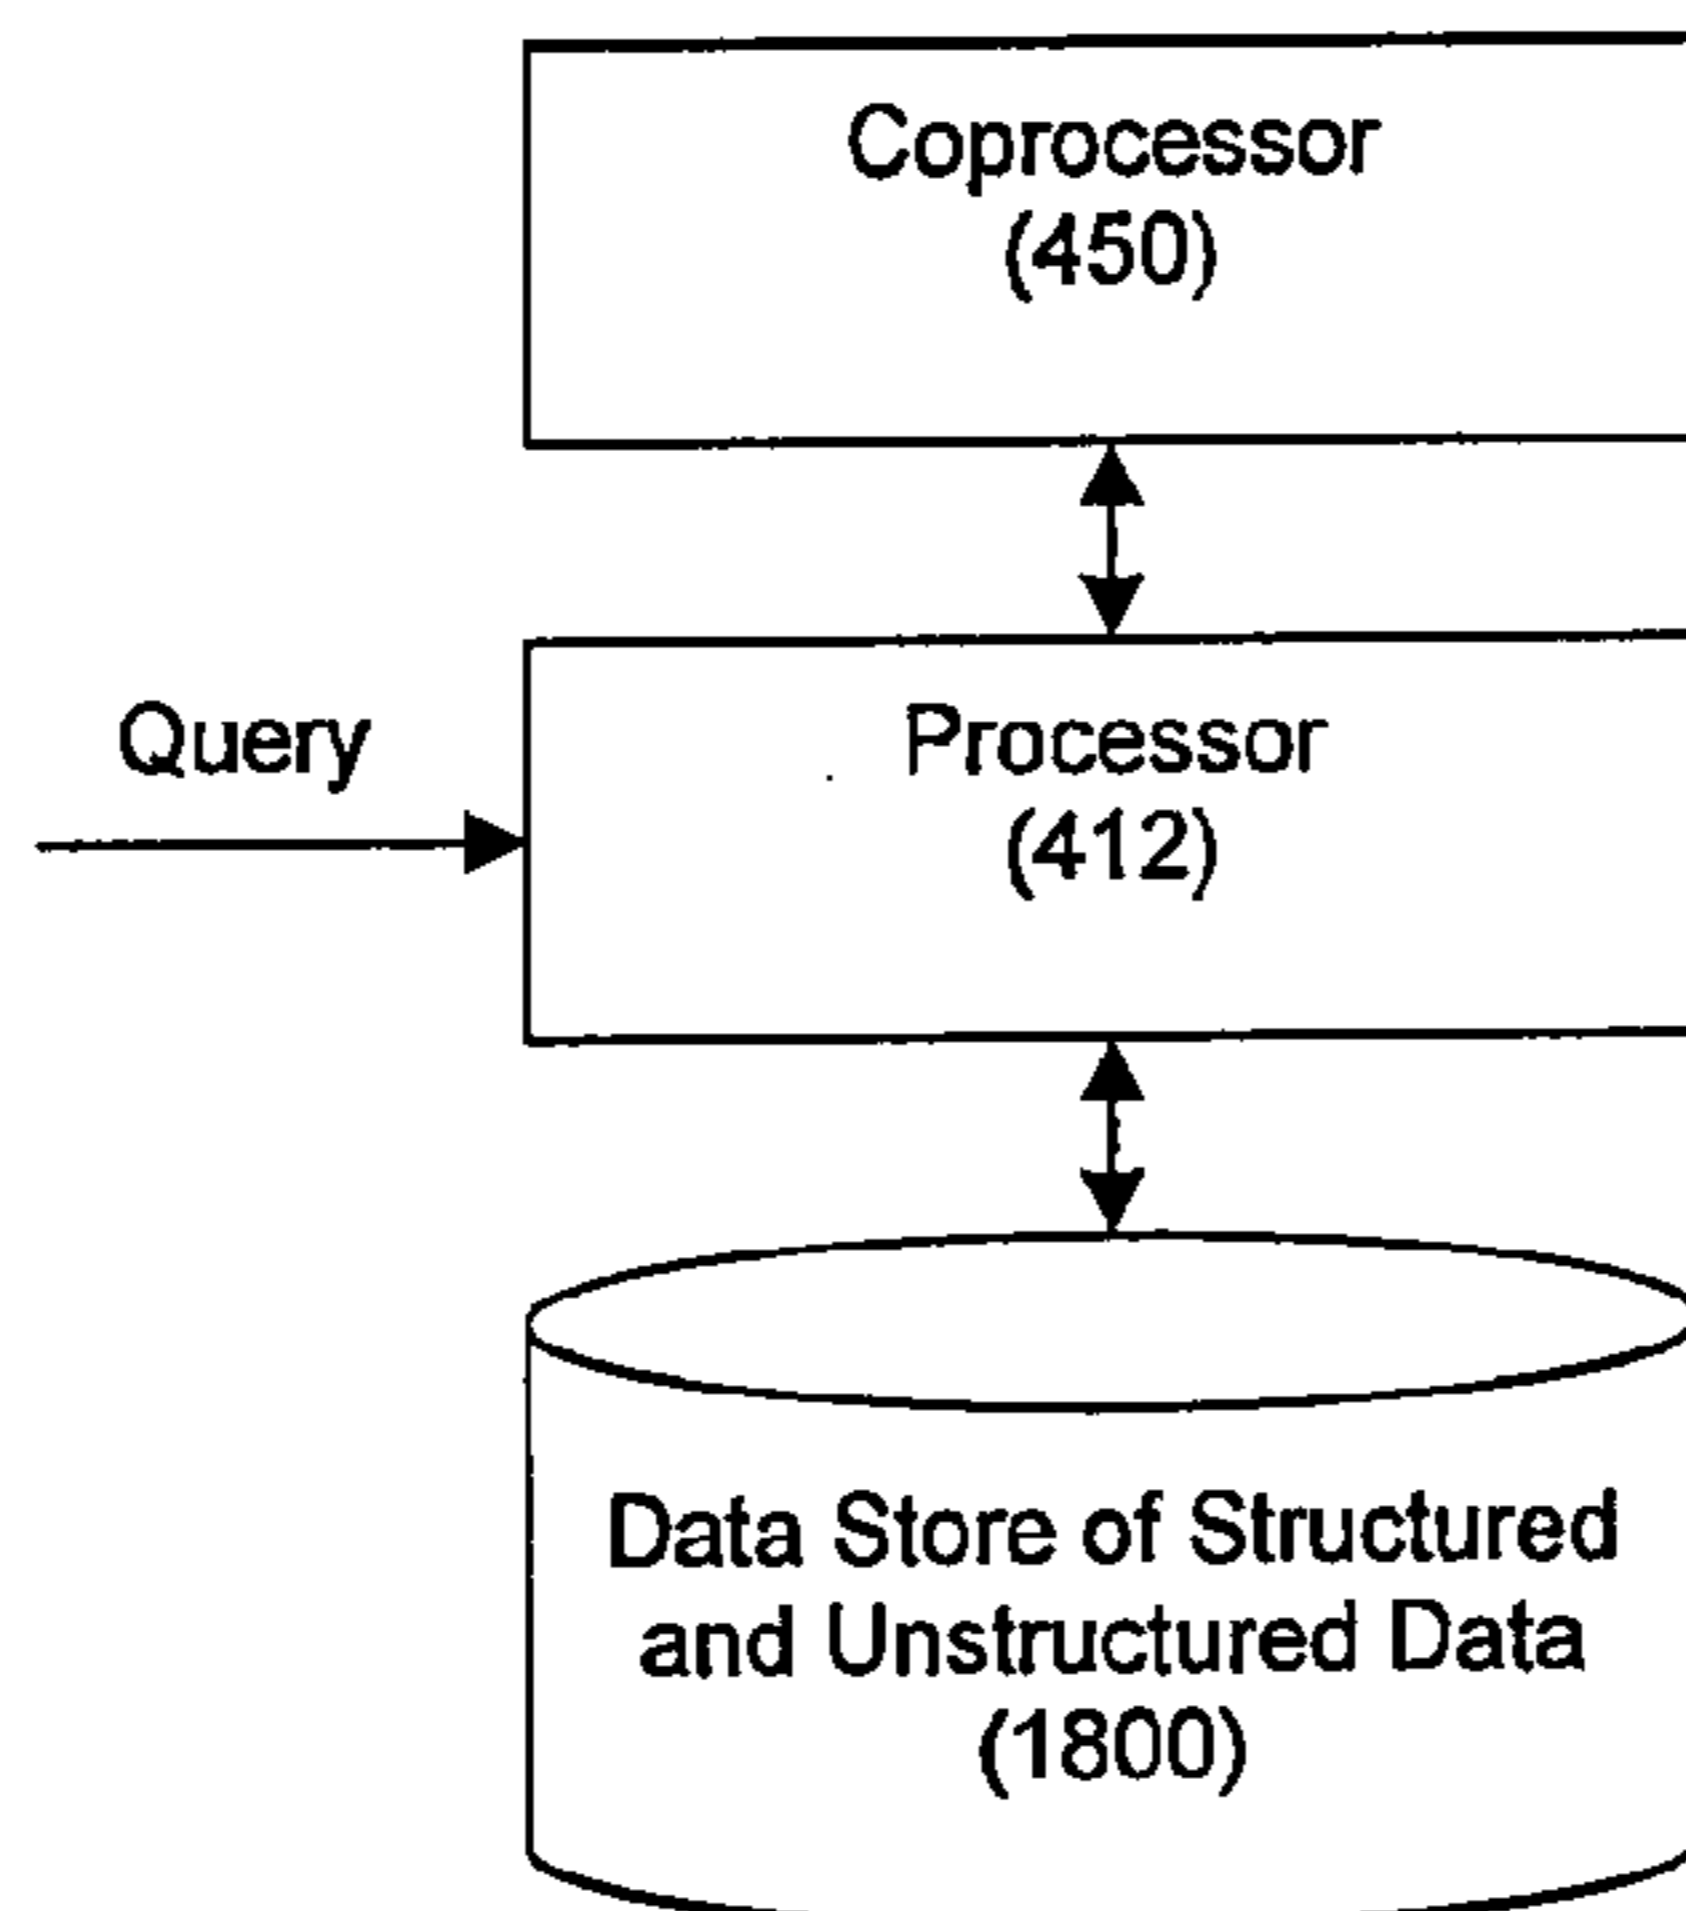 Coprocessor
(450)
Query
Processor
(412)
Data Store of Structured
and Unstructured Data
(1800)